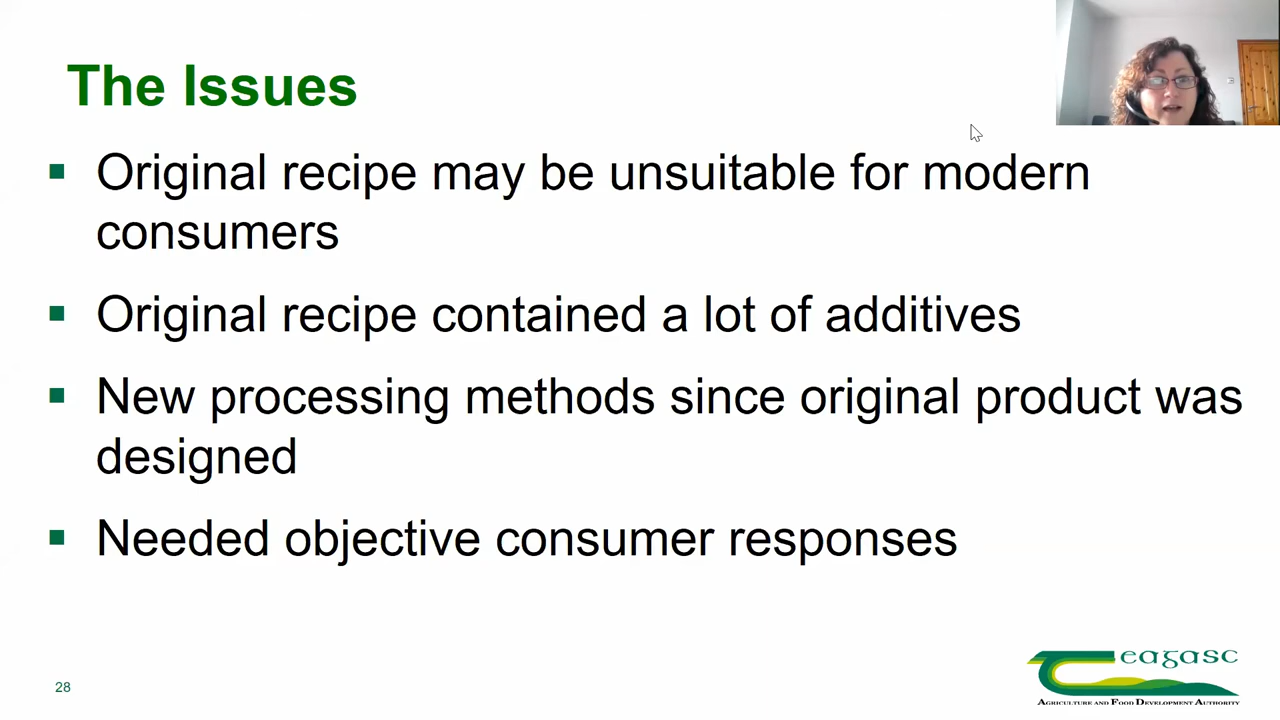 The Issues
Original recipe may be unsuitable for modern
consumers
Original recipe contained a lot of additives
New processing methods since original product was
designed
Needed objective consumer responses
28
Teagasc
Agriculture and Food Development Authority